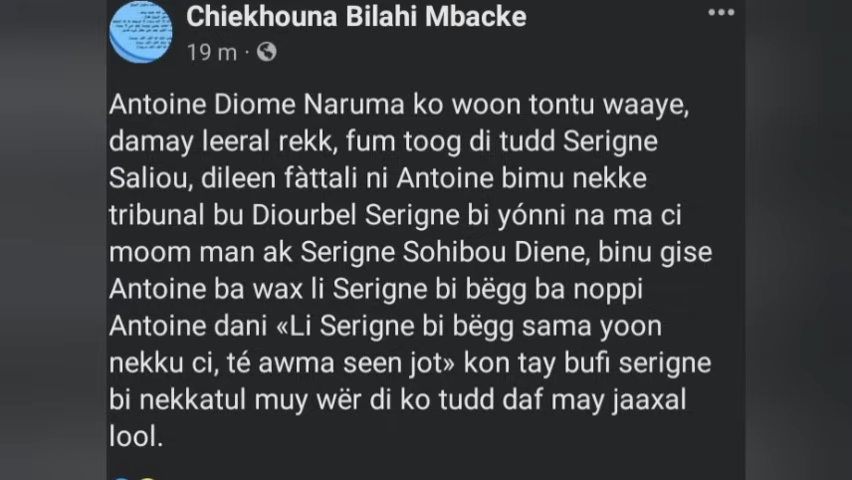 Chiekhouna Bilahi Mbacke
19 m ·
Antoine Diome Naruma ko woon tontu waaye,
damay leeral rekk, fum toog di tudd Serigne
Saliou, dileen fàttali ni Antoine bimu nekke
tribunal bu Diourbel Serigne bi yónni na ma ci
moom man ak Serigne Sohibou Diene, binu gise
Antoine ba wax li Serigne bi bëgg ba noppi
Antoine dani «Li Serigne bi bëgg sama yoon
nekku ci, té awma seen jot» kon tay bufi serigne
bi nekkatul muy wër di ko tudd daf may jaaxal
lool.